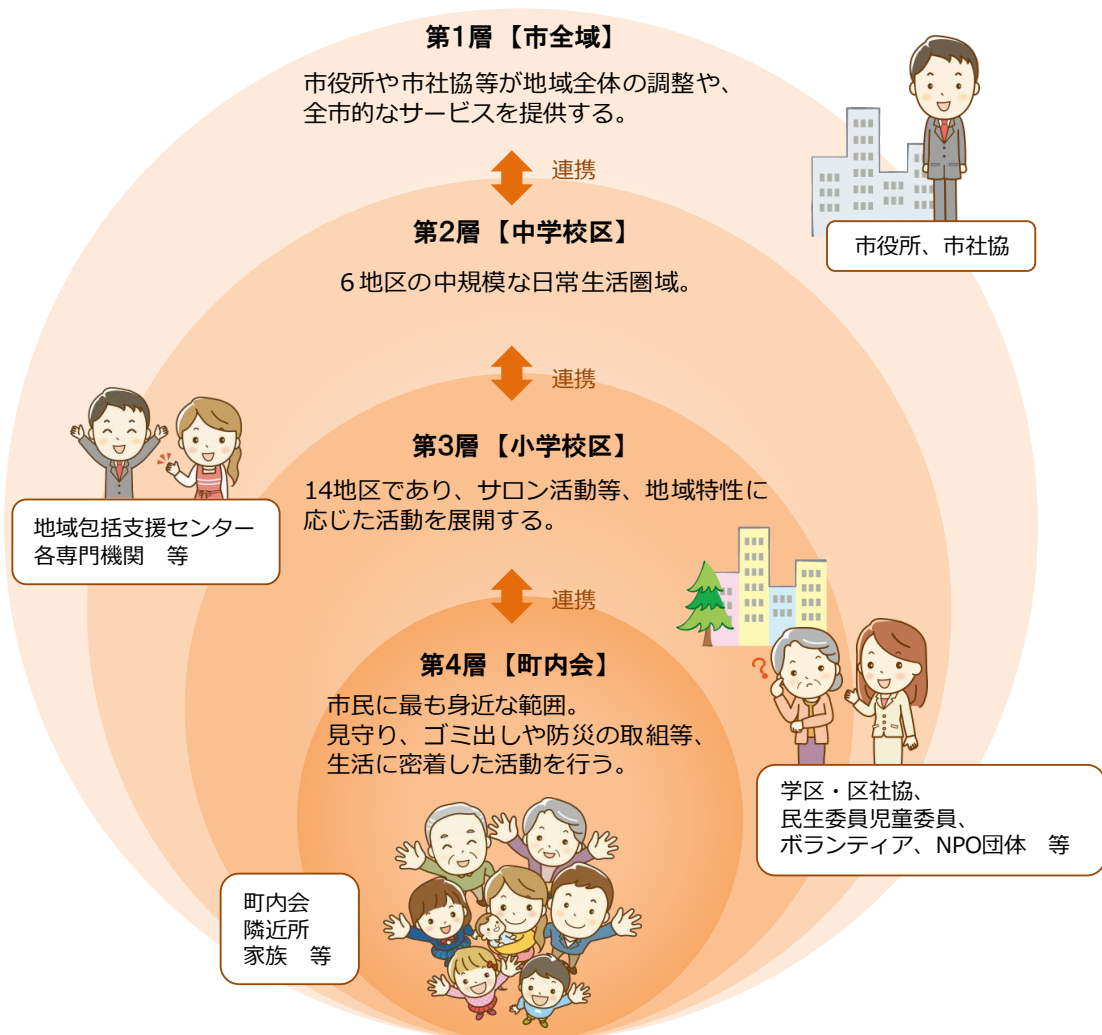 第1層【市全域】
市役所や市社協等が地域全体の調整や、
全市的なサービスを提供する。
連携
市役所、市社協
第2層【中学校区】
６地区の中規模な日常生活圏域。
連携
地域包括支援センター
各専門機関　等
第3層【小学校区】
14地区であり、サロン活動等、地域特性に
応じた活動を展開する。
連携
?
学区・区社協、
民生委員児童委員、
ボランティア、NPO団体　等
第4層【町内会】
市民に最も身近な範囲。
見守り、ゴミ出しや防災の取組等、
生活に密着した活動を行う。
町内会
隣近所
家族　等